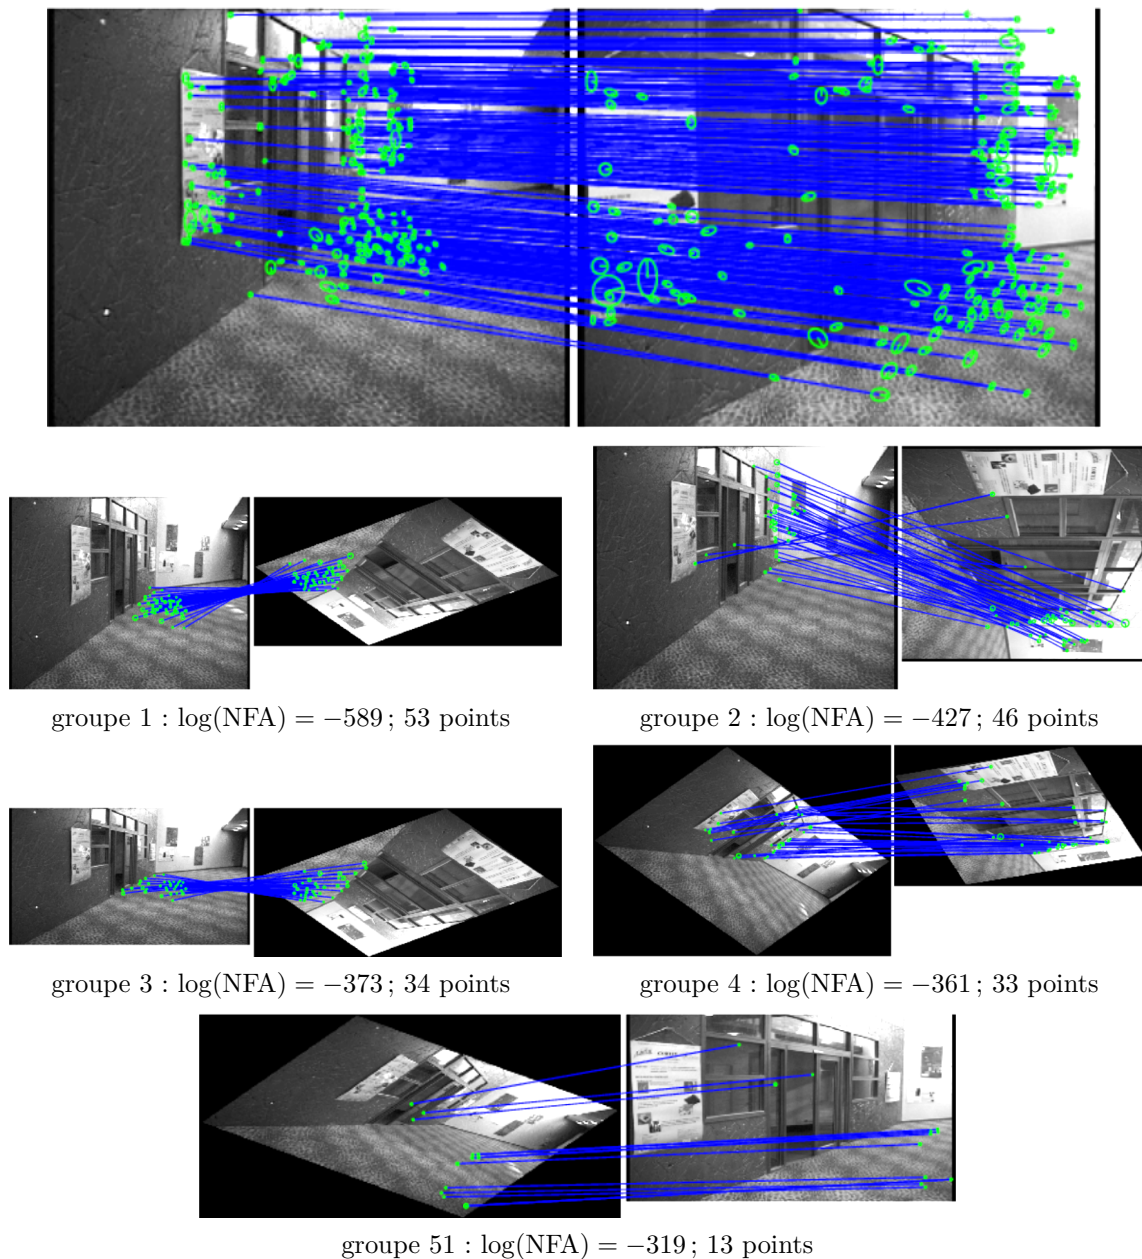 groupe 1 : log(NFA) = −589 ; 53 points
groupe 2 : log(NFA) = −427 ; 46 points
groupe 3 : log(NFA) = −373 ; 34 points
groupe 4 : log(NFA) = −361 ; 33 points
groupe 51 : log(NFA) = −319 ; 13 points